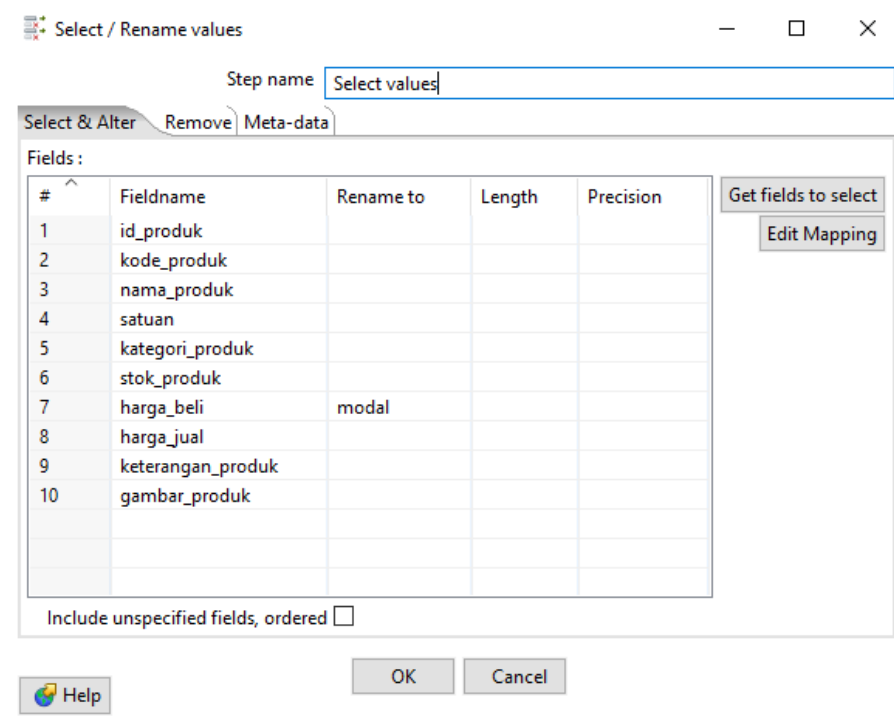 Select / Rename values
Step name Select values
Select & Alter Remove Meta-data
Fields :
# Fieldname Rename to Length Precision
Get fields to select
Edit Mapping
1 id_produk
2 kode_produk
3 nama_produk
4 satuan
5 kategori_produk
6 stok_produk
7 harga_beli modal
8 harga_jual
9 keterangan_produk
10 gambar_produk
Include unspecified fields, ordered
OK Cancel
Help